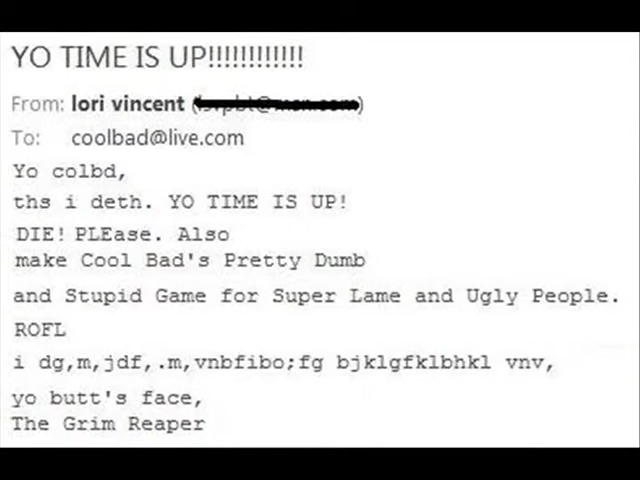 YO TIME IS UP!!!!!!!!!!!!
From: lori vincent (
To: coolbad@live.com
Yo colbd,
ths i deth. YO TIME IS UP!
DIE! PLEase. Also
make Cool Bad's Pretty Dumb
and Stupid Game for Super Lame and Ugly People.
ROFL
i dg,m,jdf,.m,vnbfibo;fg bjklgfklbhkl vnv,
yo butt's face,
The Grim Reaper